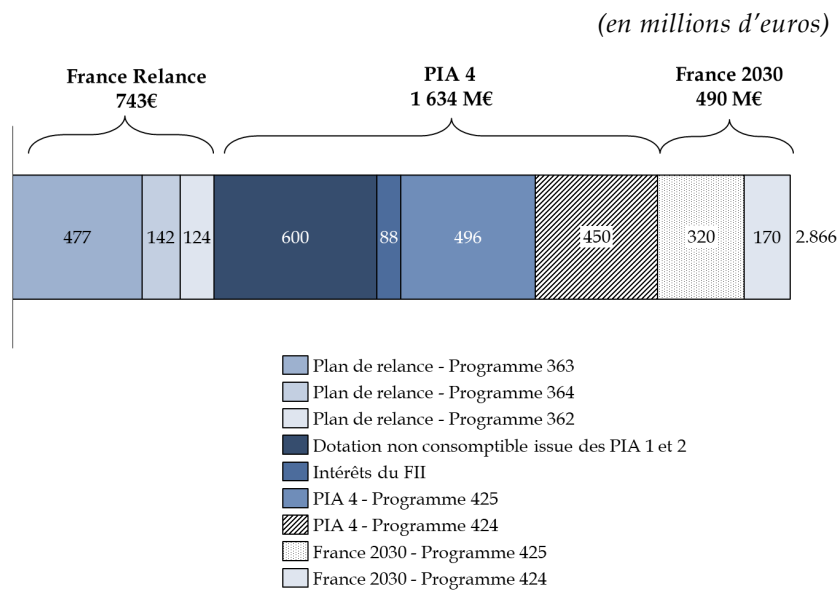 (en millions d'euros)
France Relance
743€
PIA 4
1 634 M€
France 2030
490 M€
477
142
124
600
88
496
450
320
170
2.866
Plan de relance - Programme 363
Plan de relance - Programme 364
Plan de relance - Programme 362
Dotation non consomptible issue des PIA 1 et 2
Intérêts du FII
PIA 4 - Programme 425
PIA 4 - Programme 424
France 2030 - Programme 425
France 2030 - Programme 424